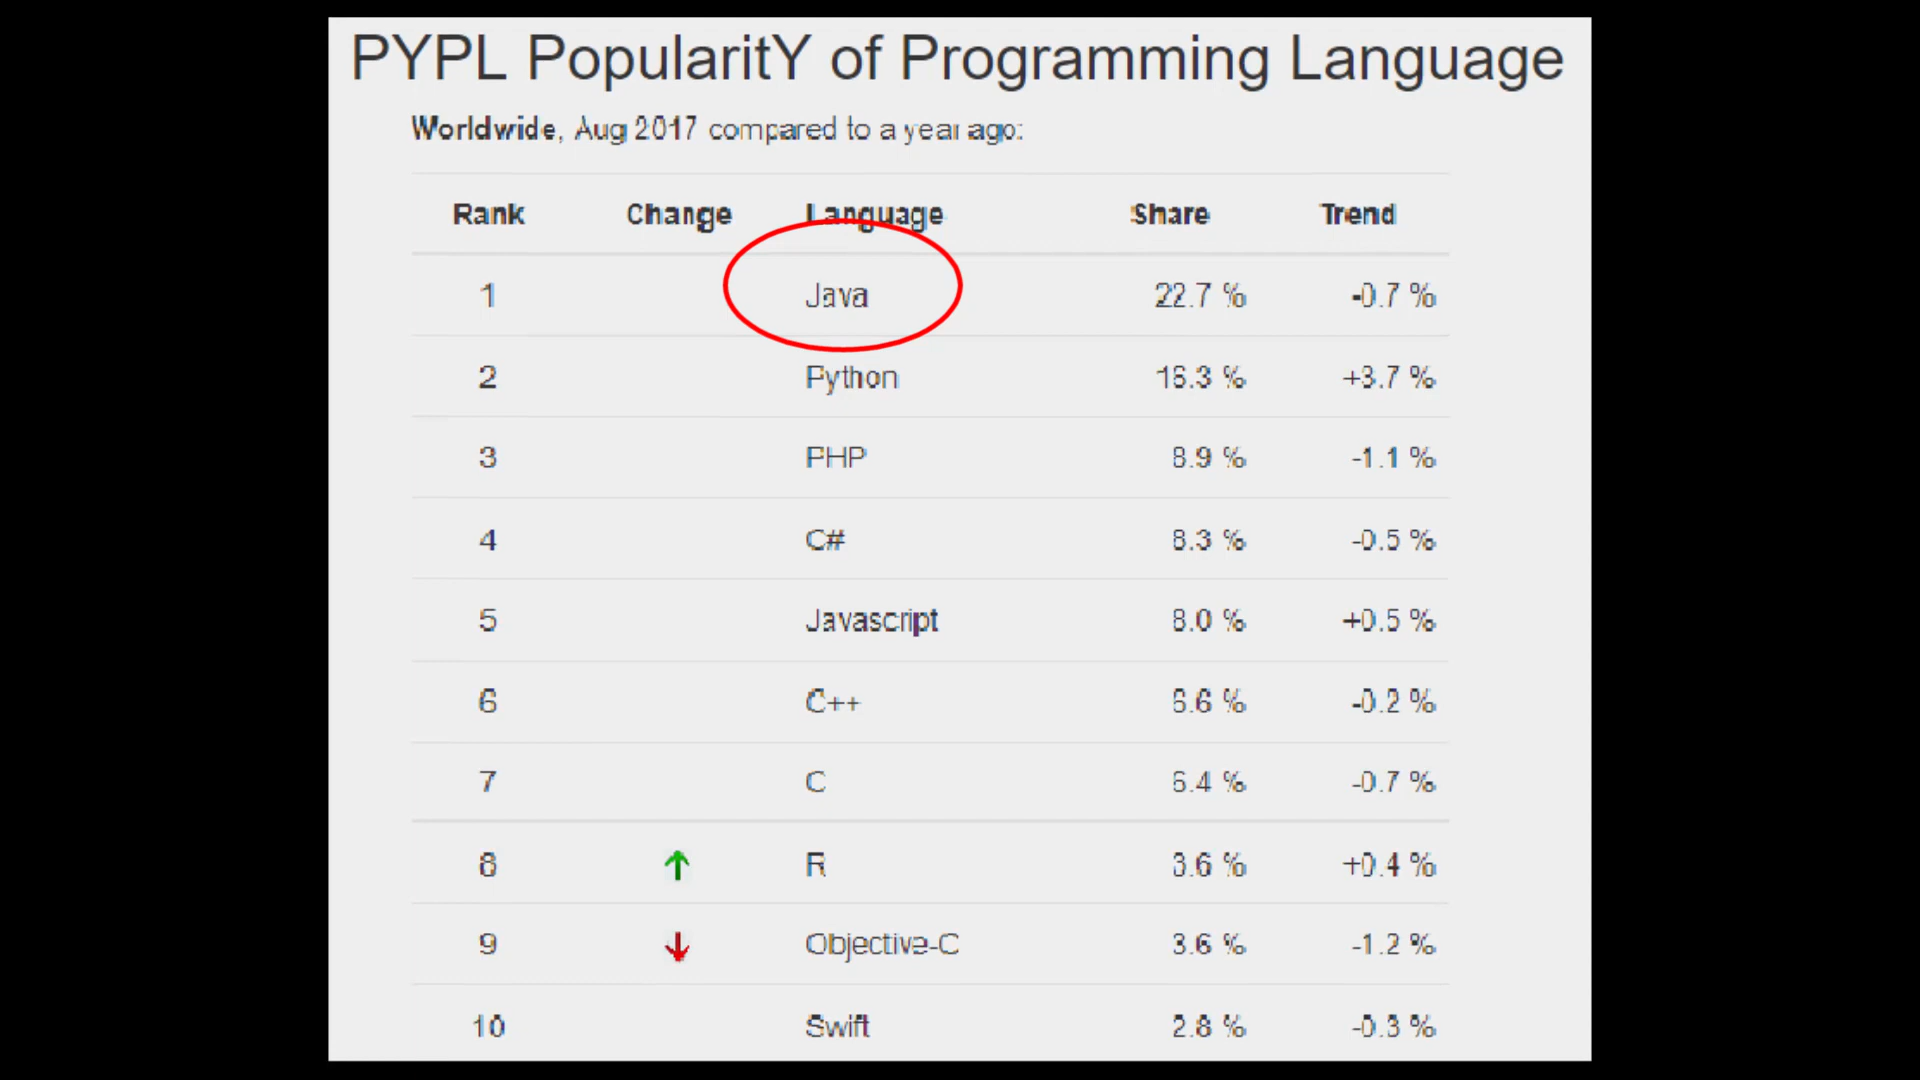 PYPL PopularitY of Programming Language
Worldwide, Aug 2017 compared to a year ago:
Rank Change Language Share Trend
1 Java 22.7 % -0.7 %
2 Python 16.3 % +3.7 %
3 PHP 8.9 % -1.1 %
4 C# 8.3 % -0.5 %
5 Javascript 8.0 % +0.5 %
6 C++ 6.6 % -0.2 %
7 C 6.4 % -0.7 %
8 ↑ R 3.6 % +0.4 %
9 ↓ Objective-C 3.6 % -1.2 %
10 Swift 2.8 % -0.3 %